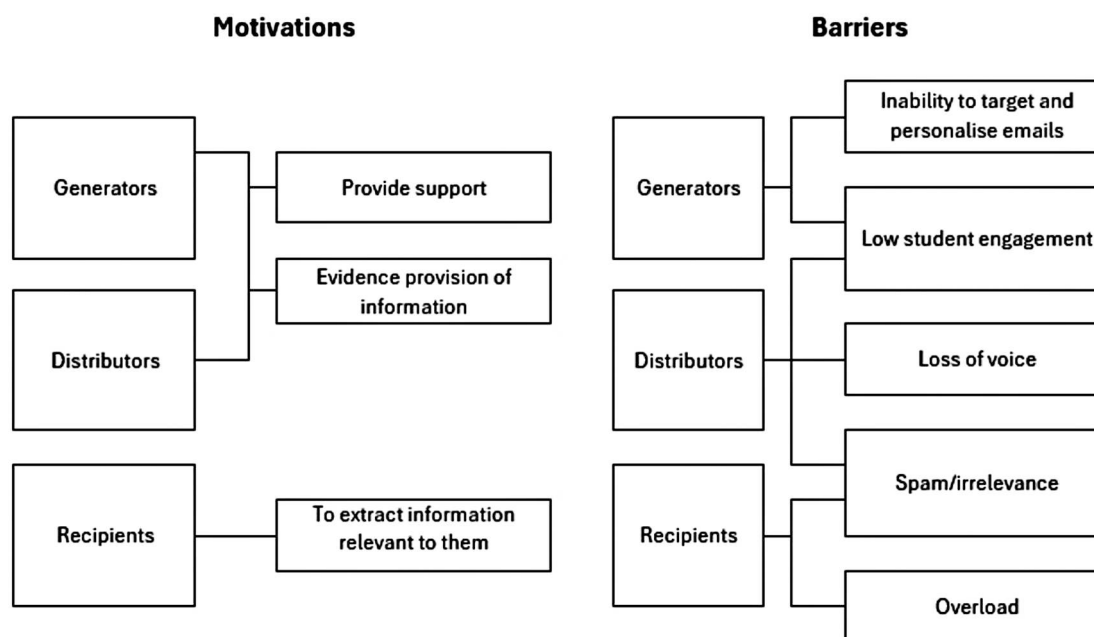 Motivations
Generators
Provide support
Evidence provision of
information
Distributors
Recipients
To extract information
relevant to them
Barriers
Generators
Inability to target and
personalise emails
Low student engagement
Distributors
Loss of voice
Spam/irrelevance
Recipients
Overload